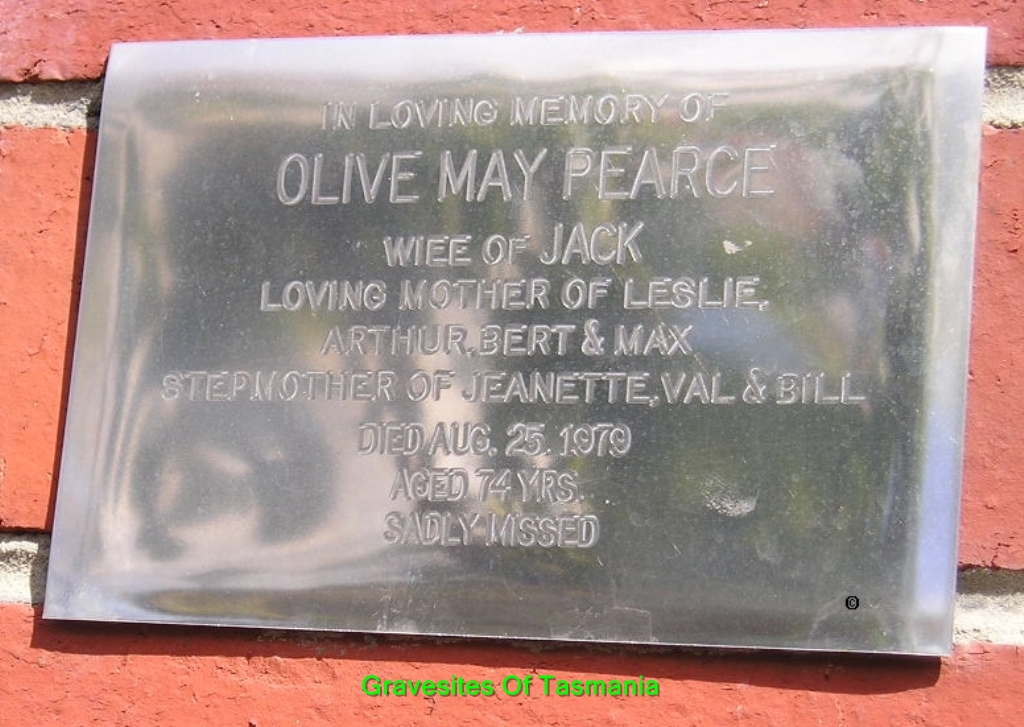 IN LOVING MEMORY OF
OLIVE MAY PEARCE
WIEE OF JACK
LOVING MOTHER OF LESLIE,
ARTHUR, BERT & MAX
STEPMOTHER OF JEANETTE, VAL & BILL
DIED AUG. 25. 1979
AGED 74 YRS.
SADLY MISSED
©
Gravesites Of Tasmania